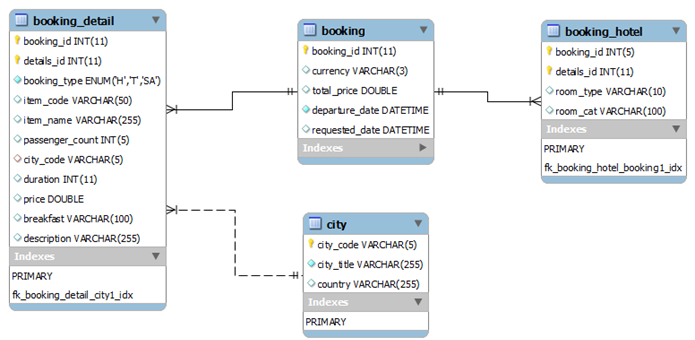 booking_detail
booking_id INT(11)
details_id INT(11)
booking_type ENUM('H','T','SA')
item_code VARCHAR(50)
item_name VARCHAR(255)
passenger_count INT(5)
city_code VARCHAR(5)
duration INT(11)
price DOUBLE
breakfast VARCHAR(100)
description VARCHAR(255)
Indexes
PRIMARY
fk_booking_detail_city1_idx
booking
booking_id INT(11)
currency VARCHAR(3)
total_price DOUBLE
departure_date DATETIME
requested_date DATETIME
Indexes
city
city_code VARCHAR(5)
city_title VARCHAR(255)
country VARCHAR(255)
Indexes
PRIMARY
booking_hotel
booking_id INT(5)
details_id INT(11)
room_type VARCHAR(10)
room_cat VARCHAR(100)
Indexes
PRIMARY
fk_booking_hotel_booking1_idx